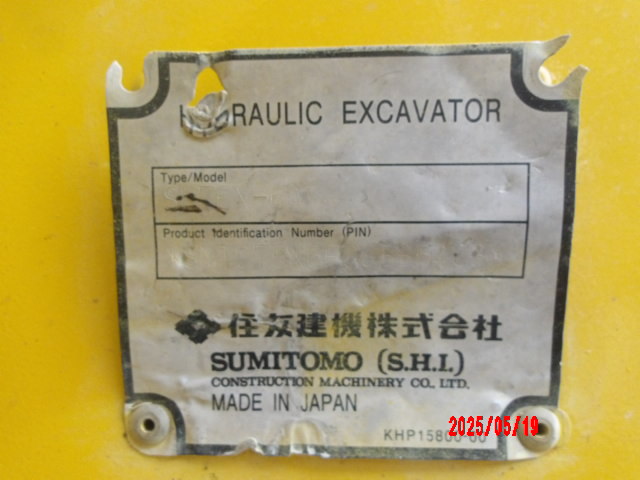 HYDRAULIC EXCAVATOR
Type/Model
Product Identification Number (PIN)
住友建機株式会社
SUMITOMO (S.H.I.)
CONSTRUCTION MACHINERY CO., LTD.
MADE IN JAPAN
KHP15800-00
2025/05/19